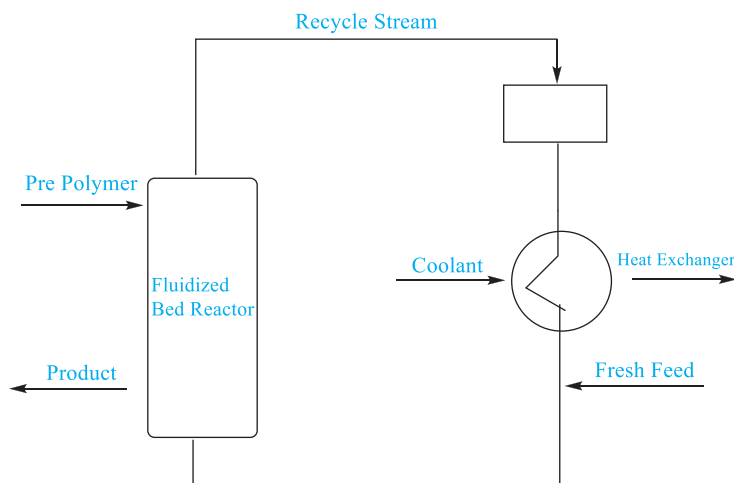 Recycle Stream
Pre Polymer
Fluidized
Bed Reactor
Coolant
Heat Exchanger
Product
Fresh Feed